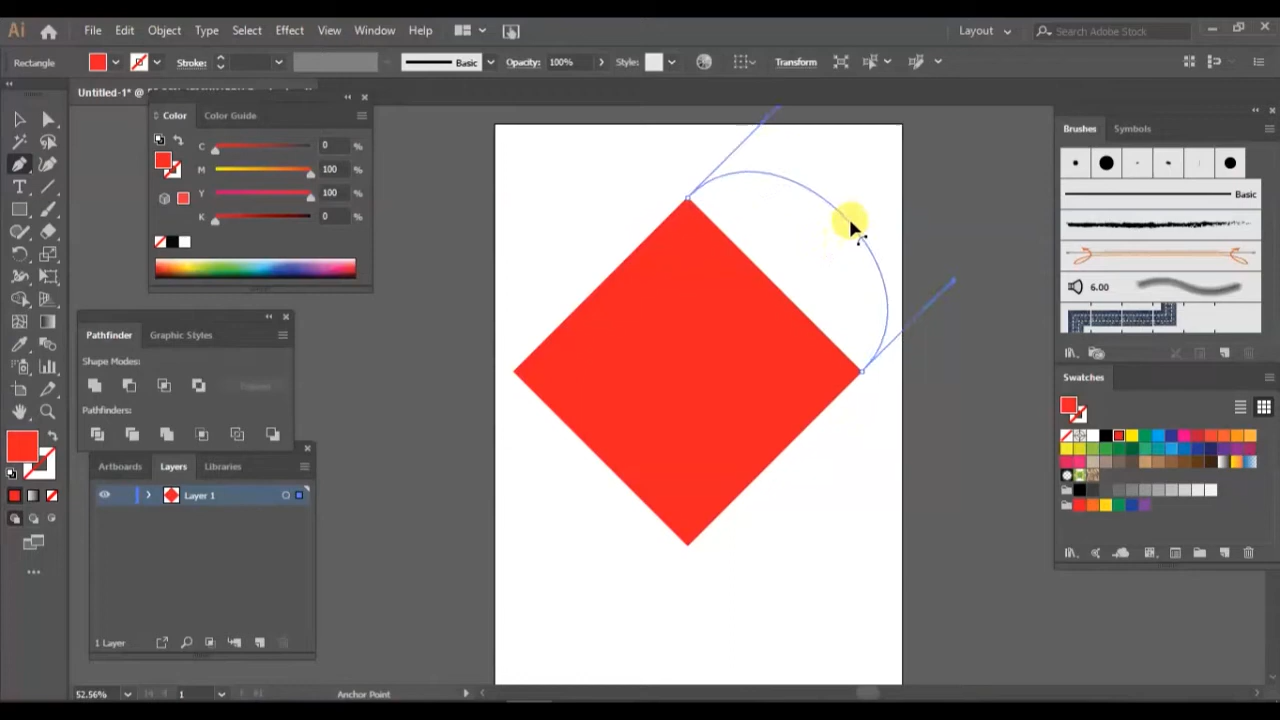 Ai File Edit Object Type Select Effect View Window Help Layout Search Adobe Stock
Rectangle Stroke: Basic Opacity: 100% Style: Transform
Untitled-1* @
Color Color Guide
C 0 %
M 100 %
Y 100 %
K 0 %
Pathfinder Graphic Styles
Shape Modes:
Expand
Pathfinders:
Artboards Layers Libraries
Layer 1
1 Layer
52.56% 1 Anchor Point
Brushes Symbols
Basic
6.00
Swatches